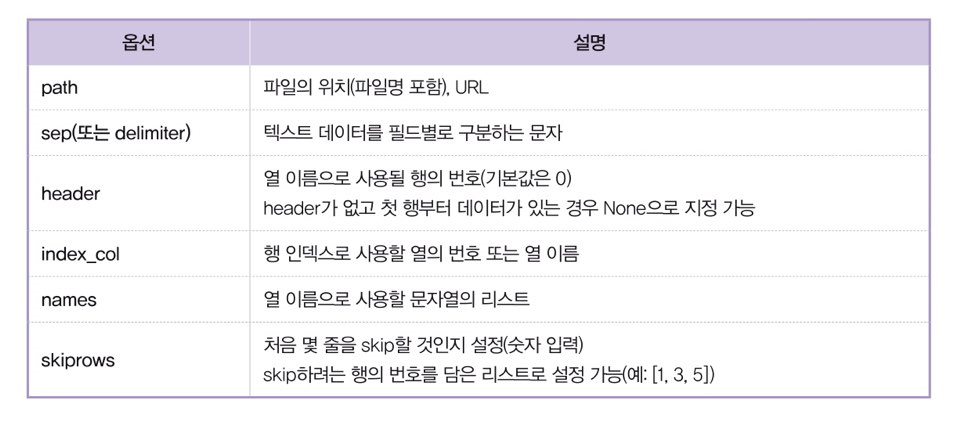 옵션 설명
path 파일의 위치(파일명 포함), URL
sep(또는 delimiter) 텍스트 데이터를 필드별로 구분하는 문자
header 열 이름으로 사용될 행의 번호(기본값은 0)
header가 없고 첫 행부터 데이터가 있는 경우 None으로 지정 가능
index_col 행 인덱스로 사용할 열의 번호 또는 열 이름
names 열 이름으로 사용할 문자열의 리스트
skiprows 처음 몇 줄을 skip할 것인지 설정(숫자 입력)
skip하려는 행의 번호를 담은 리스트로 설정 가능(예: [1, 3, 5])